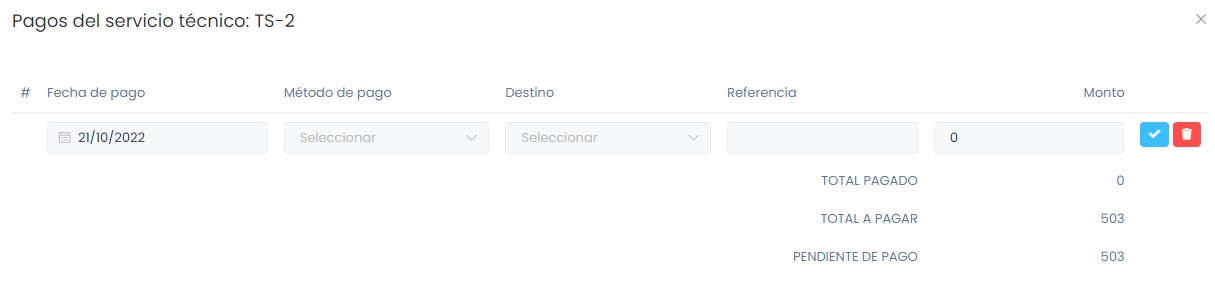 Pagos del servicio técnico: TS-2
# Fecha de pago Método de pago Destino Referencia Monto
21/10/2022 Seleccionar Seleccionar 0
TOTAL PAGADO 0
TOTAL A PAGAR 503
PENDIENTE DE PAGO 503